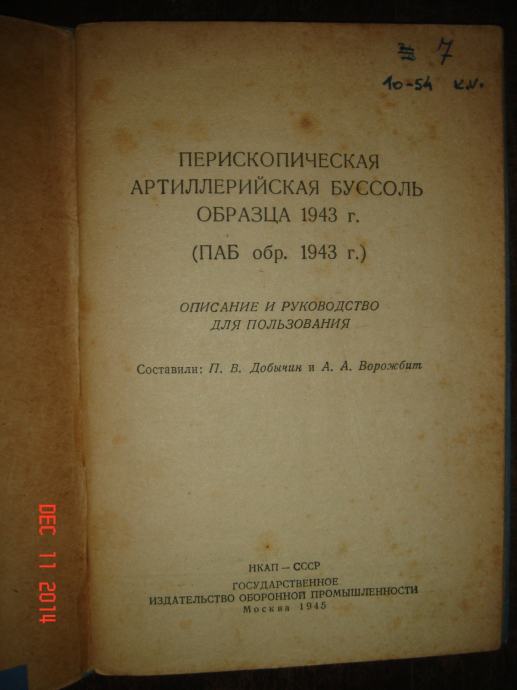 7
10-54 K.V.
ПЕРИСКОПИЧЕСКАЯ
АРТИЛЛЕРИЙСКАЯ БУССОЛЬ
ОБРАЗЦА 1943 г.
(ПАБ обр. 1943 г.)
ОПИСАНИЕ И РУКОВОДСТВО
ДЛЯ ПОЛЬЗОВАНИЯ
Составили: П. В. Добычин и А. А. Ворожбит
НКАП — СССР
ГОСУДАРСТВЕННОЕ
ИЗДАТЕЛЬСТВО ОБОРОННОЙ ПРОМЫШЛЕННОСТИ
Москва 1945
DEC 11 2014